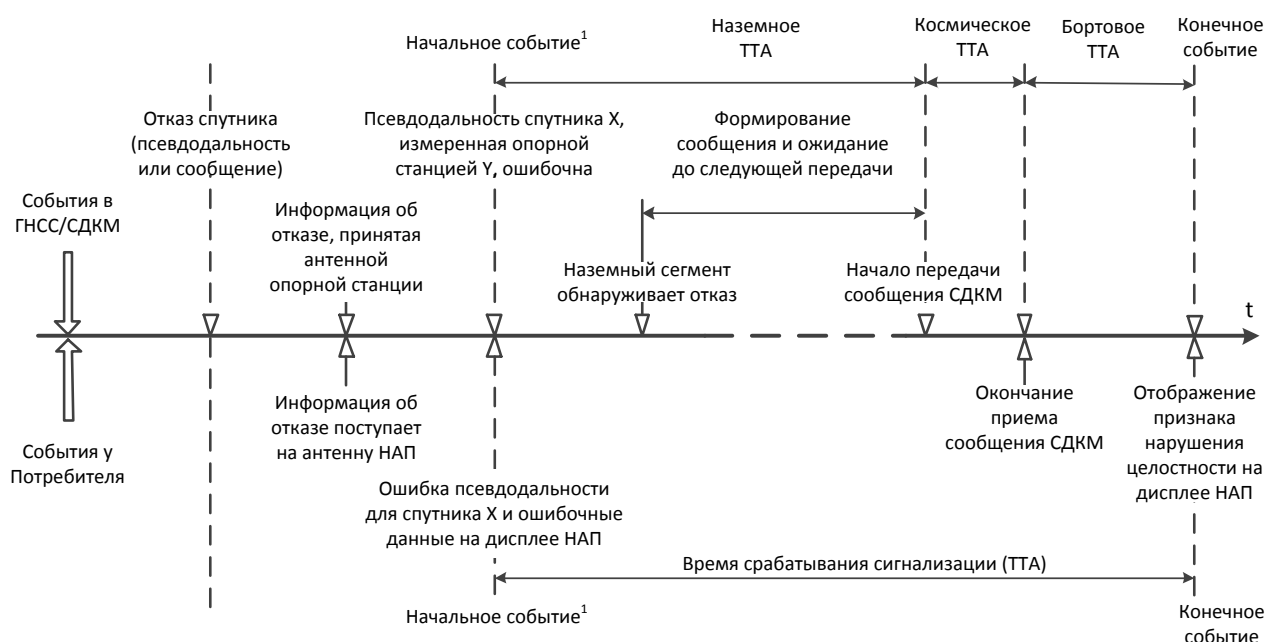 Начальное событие¹
Наземное
ТТА
Космическое
ТТА
Бортовое
ТТА
Конечное
событие
Отказ спутника
(псевдодальность
или сообщение)
Псевдодальность спутника X,
измеренная опорной
станцией Y, ошибочна
Формирование
сообщения и ожидание
до следующей передачи
События в
ГНСС/СДКМ
Информация об
отказе, принятая
антенной
опорной станции
Наземный сегмент
обнаруживает отказ
Начало передачи
сообщения СДКМ
t
События у
Потребителя
Информация об
отказе поступает
на антенну НАП
Ошибка псевдодальности
для спутника X и ошибочные
данные на дисплее НАП
Окончание
приема
сообщения СДКМ
Отображение
признака
нарушения
целостности на
дисплее НАП
Время срабатывания сигнализации (ТТА)
Начальное событие¹
Конечное
событие